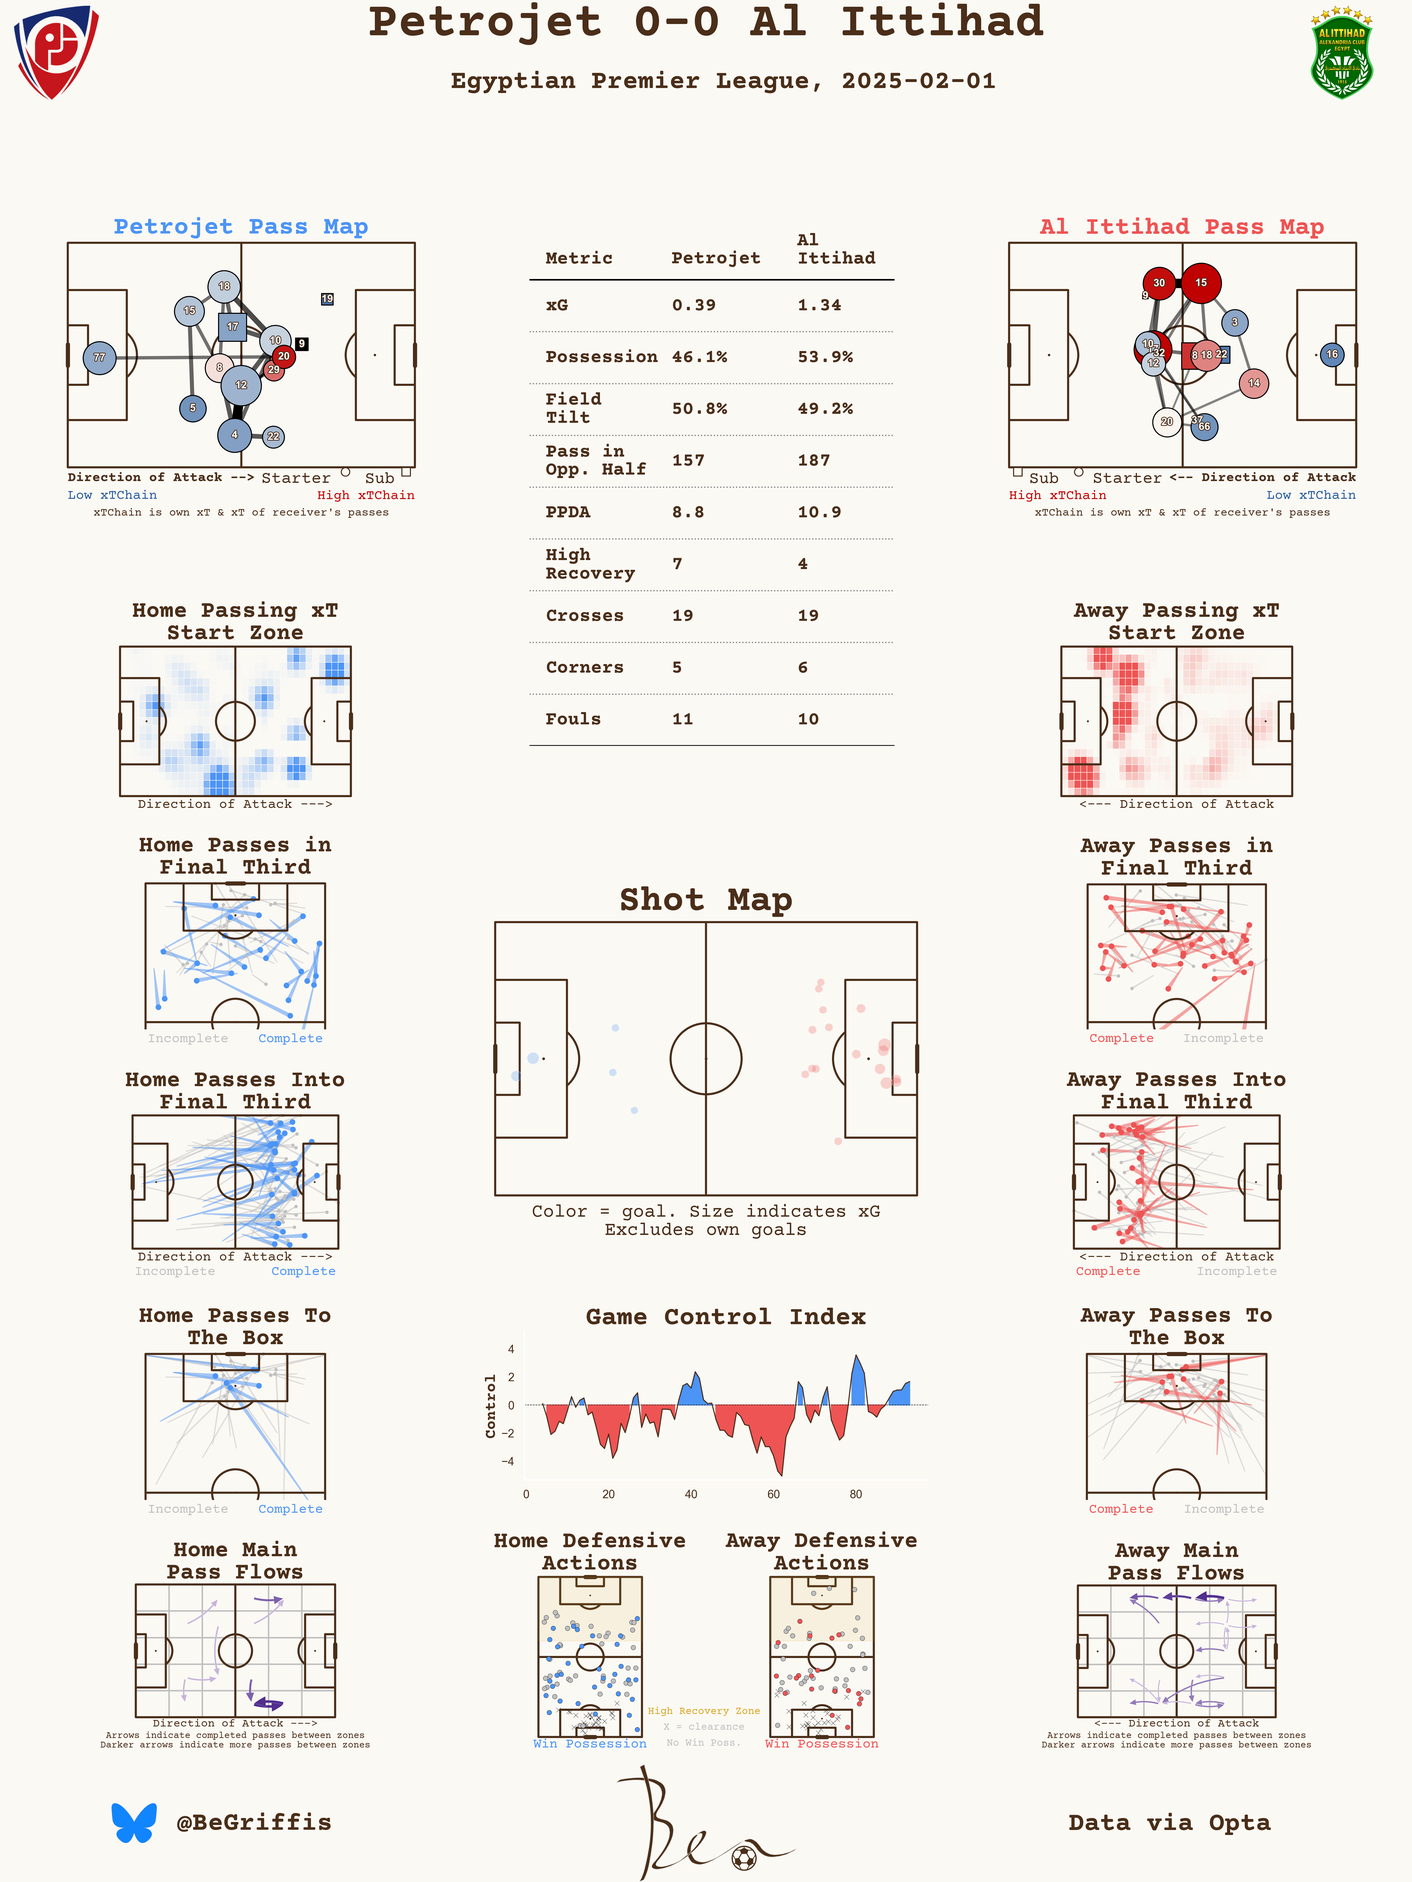 Petrojet 0-0 Al Ittihad
Egyptian Premier League, 2025-02-01
ALITTIHAD
ALEXANDRIA CLUB
EGYPT
Petrojet Pass Map
18
15
17
19
10
9
20
77
8
29
12
5
4
22
Direction of Attack --> Starter Sub
Low xTChain High xTChain
xTChain is own xT & xT of receiver's passes
Metric Petrojet Al Ittihad
xG 0.39 1.34
Possession 46.1% 53.9%
Field Tilt 50.8% 49.2%
Pass in Opp. Half 157 187
PPDA 8.8 10.9
High Recovery 7 4
Crosses 19 19
Corners 5 6
Fouls 11 10
Al Ittihad Pass Map
30
15
9
3
10
32
12
8
18
22
16
14
20
37
66
Sub Starter <-- Direction of Attack
High xTChain Low xTChain
xTChain is own xT & xT of receiver's passes
Home Passing xT
Start Zone
Direction of Attack --->
Away Passing xT
Start Zone
<--- Direction of Attack
Home Passes in
Final Third
Incomplete Complete
Away Passes in
Final Third
Complete Incomplete
Shot Map
Color = goal. Size indicates xG
Excludes own goals
Home Passes Into
Final Third
Direction of Attack --->
Incomplete Complete
Away Passes Into
Final Third
<--- Direction of Attack
Complete Incomplete
Home Passes To
The Box
Incomplete Complete
Game Control Index
Control
4
2
0
−2
−4
0 20 40 60 80
Away Passes To
The Box
Complete Incomplete
Home Main
Pass Flows
Direction of Attack --->
Arrows indicate completed passes between zones
Darker arrows indicate more passes between zones
Home Defensive
Actions
Win Possession
Away Defensive
Actions
Win Possession
High Recovery Zone
X = clearance
No Win Poss.
Away Main
Pass Flows
<--- Direction of Attack
Arrows indicate completed passes between zones
Darker arrows indicate more passes between zones
@BeGriffis
Ben
Data via Opta